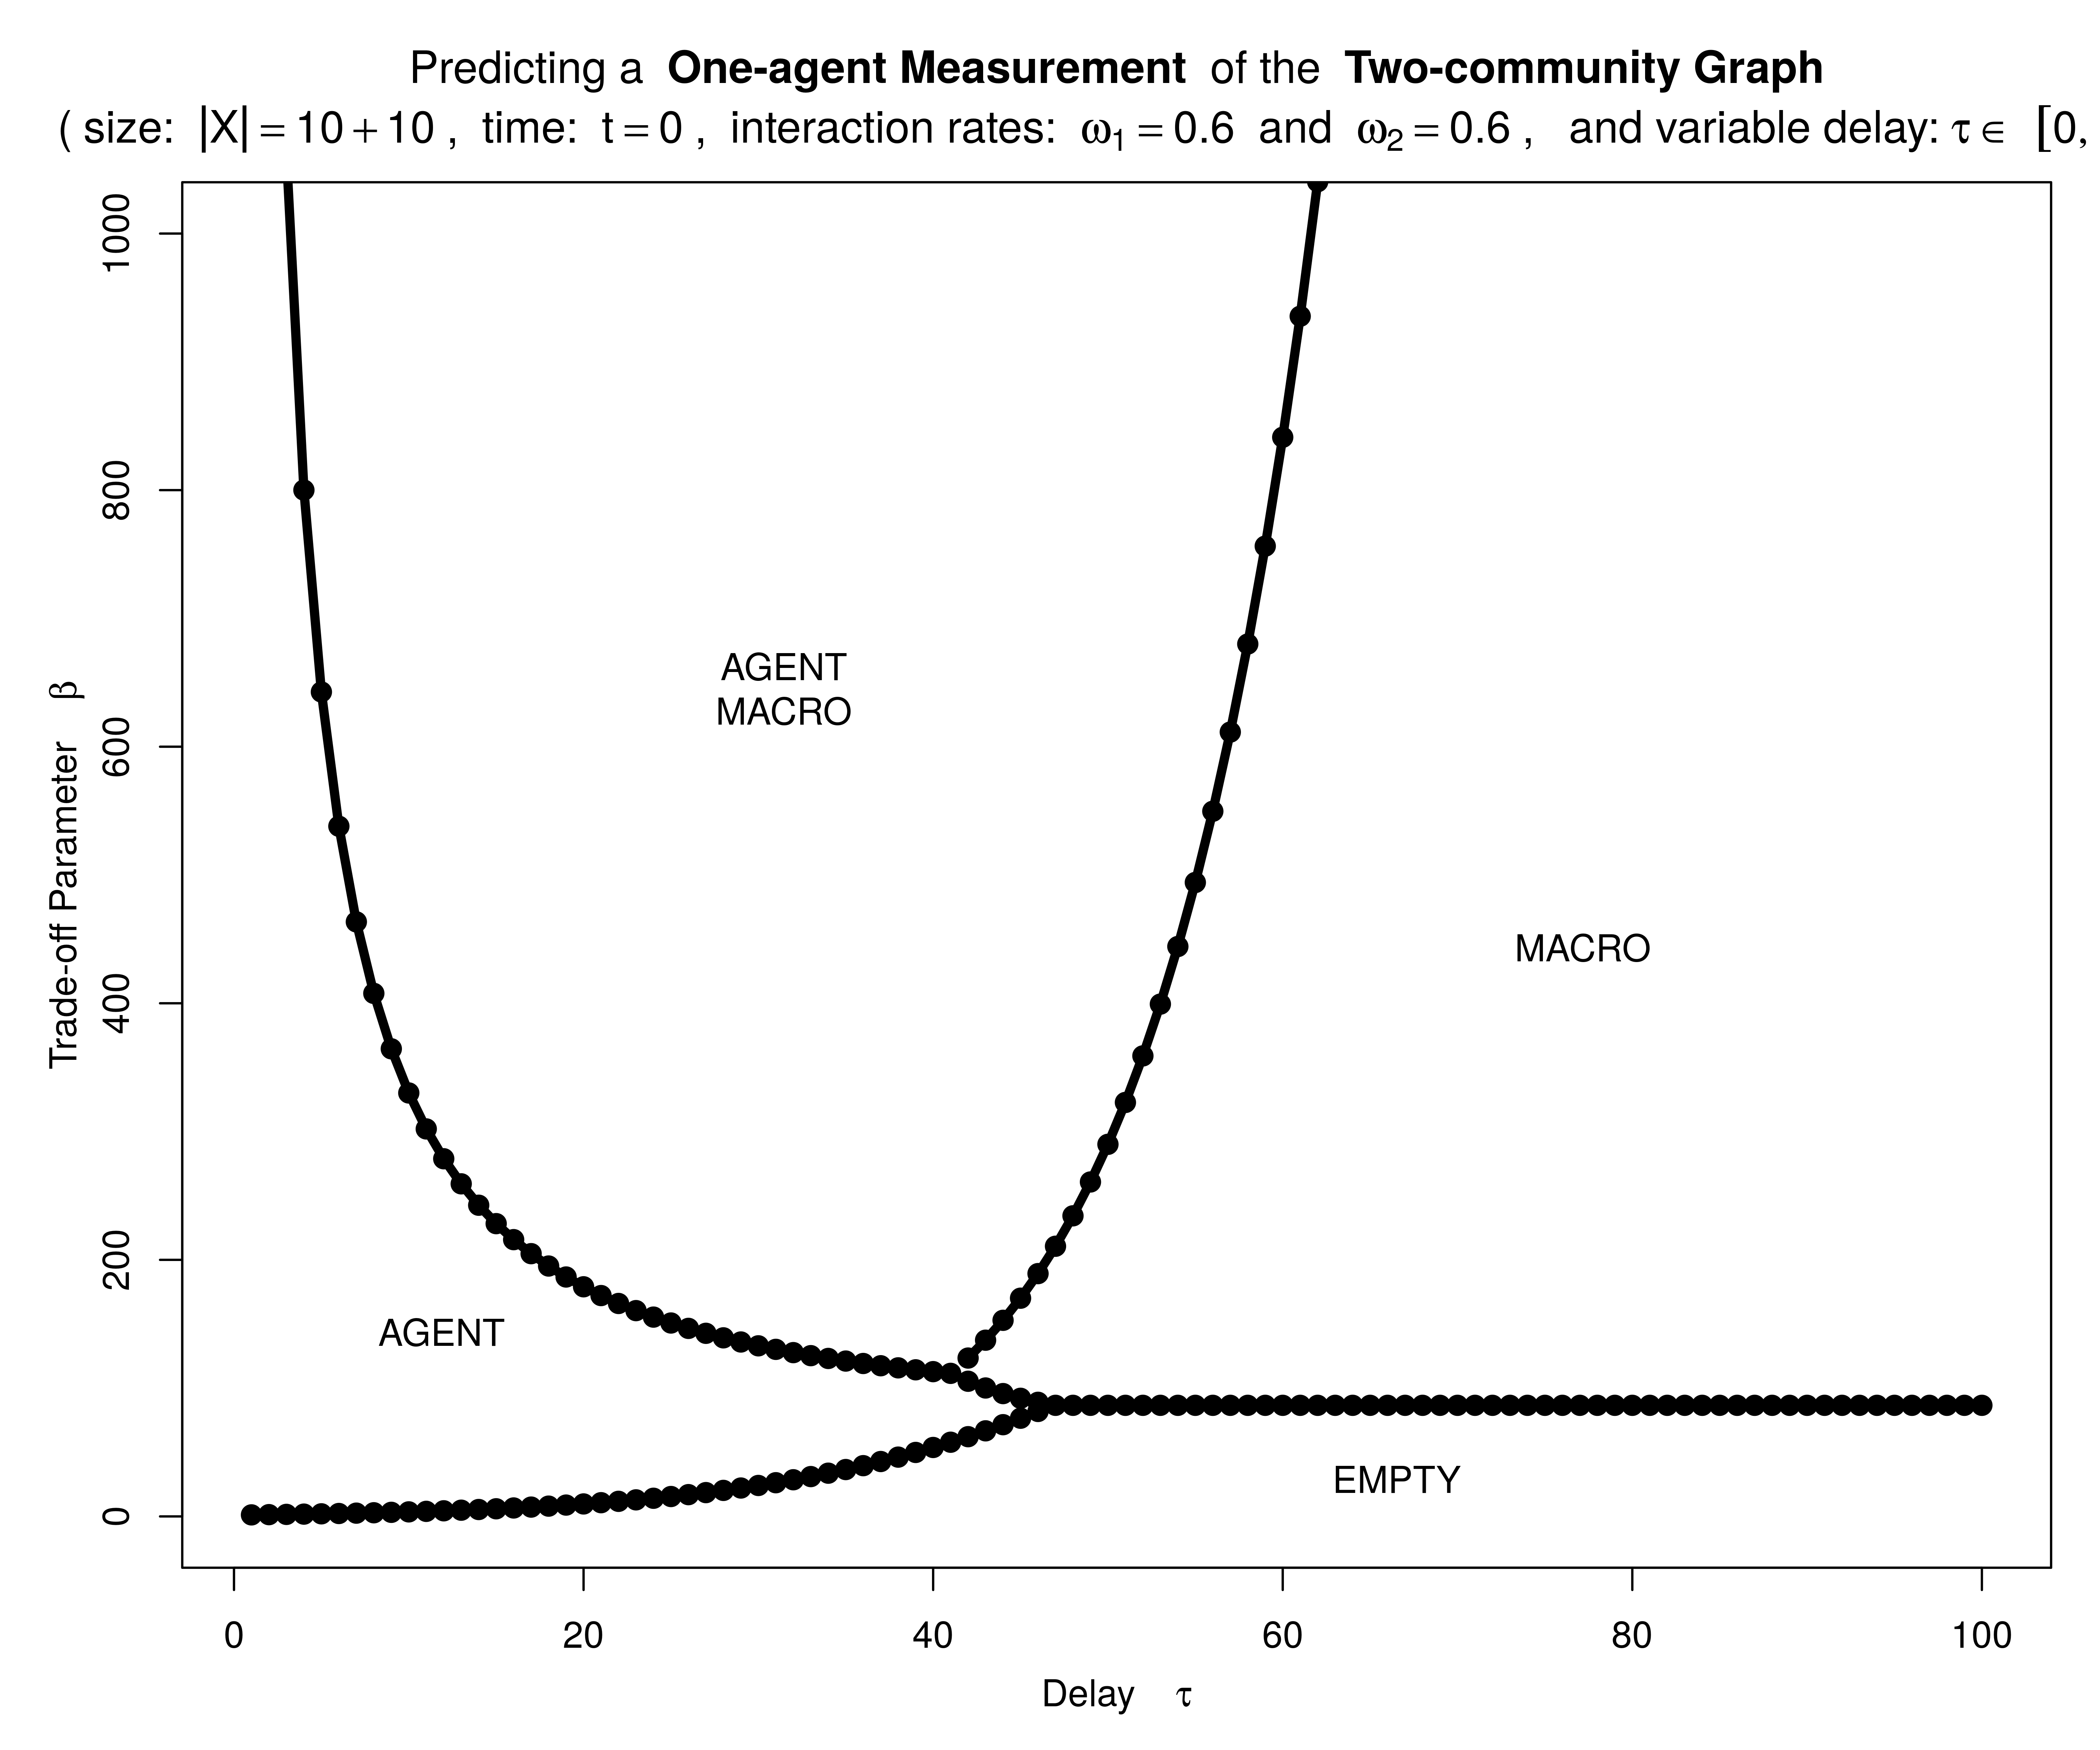 Predicting a One-agent Measurement of the Two-community Graph
( size: |X| = 10 + 10 , time: t = 0 , interaction rates: ω1 = 0.6 and ω2 = 0.6 , and variable delay: τ ∈ [0,
1000
800
600
400
200
0
Trade-off Parameter β
AGENT
MACRO
MACRO
AGENT
EMPTY
0 20 40 60 80 100
Delay τ